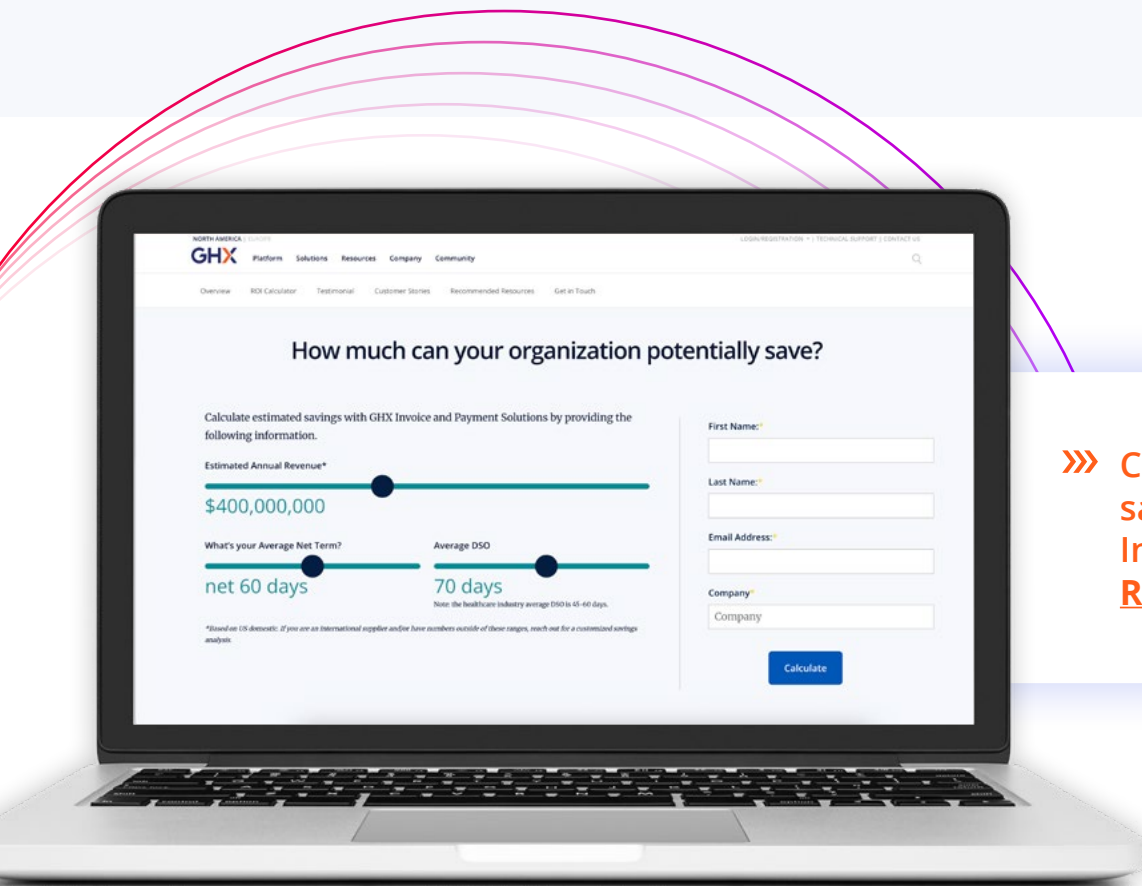 NORTH AMERICA | EUROPE
LOGIN/REGISTRATION | TECHNICAL SUPPORT | CONTACT US
GHX Platform Solutions Resources Company Community
Overview ROI Calculator Testimonial Customer Stories Recommended Resources Get in Touch
How much can your organization potentially save?
Calculate estimated savings with GHX Invoice and Payment Solutions by providing the
following information.
Estimated Annual Revenue*
$400,000,000
What's your Average Net Term?
net 60 days
Average DSO
70 days
Note: the healthcare industry average DSO is 45-60 days.
*Based on US domestic. If you are an international supplier and/or have numbers outside of these ranges, reach out for a customized savings
analysis.
First Name:*
Last Name:*
Email Address:*
Company*
Company
Calculate
C
sa
In
R